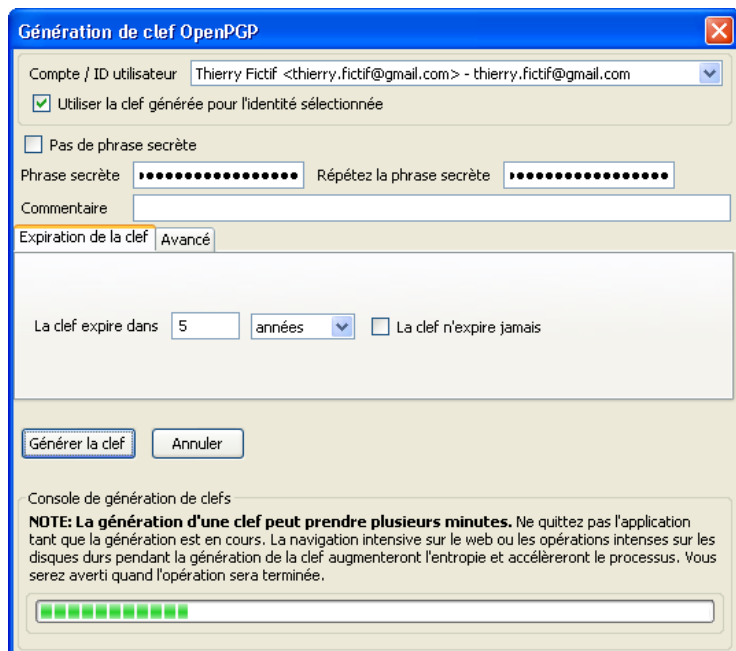 Génération de clef OpenPGP
Compte / ID utilisateur Thierry Fictif <thierry.fictif@gmail.com> - thierry.fictif@gmail.com
Utiliser la clef générée pour l'identité sélectionnée
Pas de phrase secrète
Phrase secrète Répétez la phrase secrète
Commentaire
Expiration de la clef Avancé
La clef expire dans 5 années La clef n'expire jamais
Générer la clef Annuler
Console de génération de clefs
NOTE: La génération d'une clef peut prendre plusieurs minutes. Ne quittez pas l'application
tant que la génération est en cours. La navigation intensive sur le web ou les opérations intenses sur les
disques durs pendant la génération de la clef augmenteront l'entropie et accélèreront le processus. Vous
serez averti quand l'opération sera terminée.